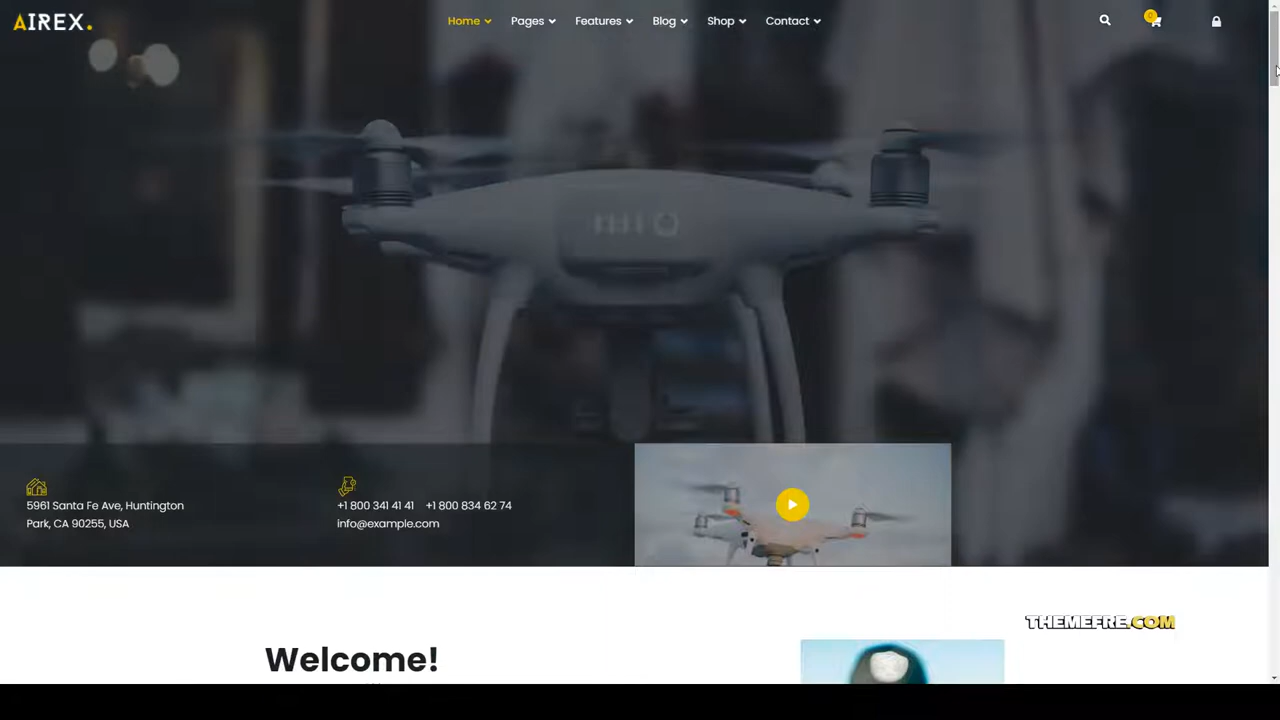 AIREX.
Home Pages Features Blog Shop Contact
0
5961 Santa Fe Ave, Huntington
Park, CA 90255, USA
+1 800 341 41 41 +1 800 834 62 74
info@example.com
THEMEFRE.COM
Welcome!